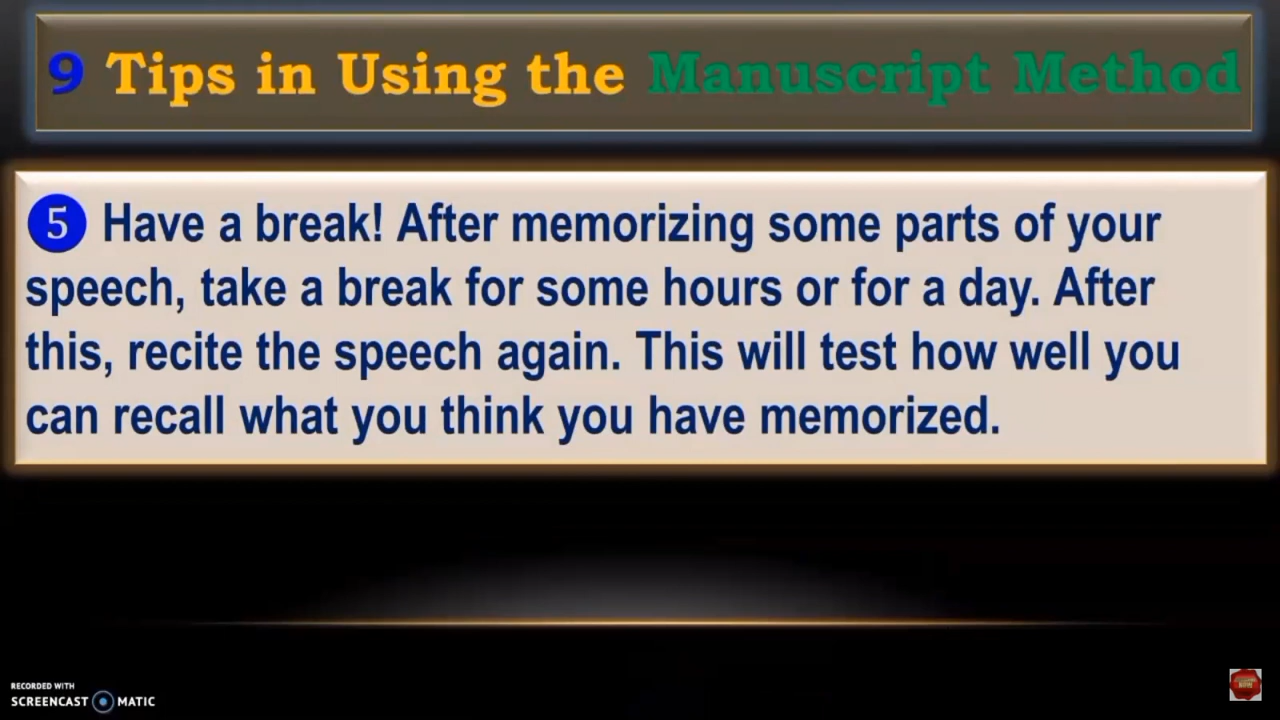 9 Tips in Using the Manuscript Method
5 Have a break! After memorizing some parts of your
speech, take a break for some hours or for a day. After
this, recite the speech again. This will test how well you
can recall what you think you have memorized.
RECORDED WITH
SCREENCAST MATIC